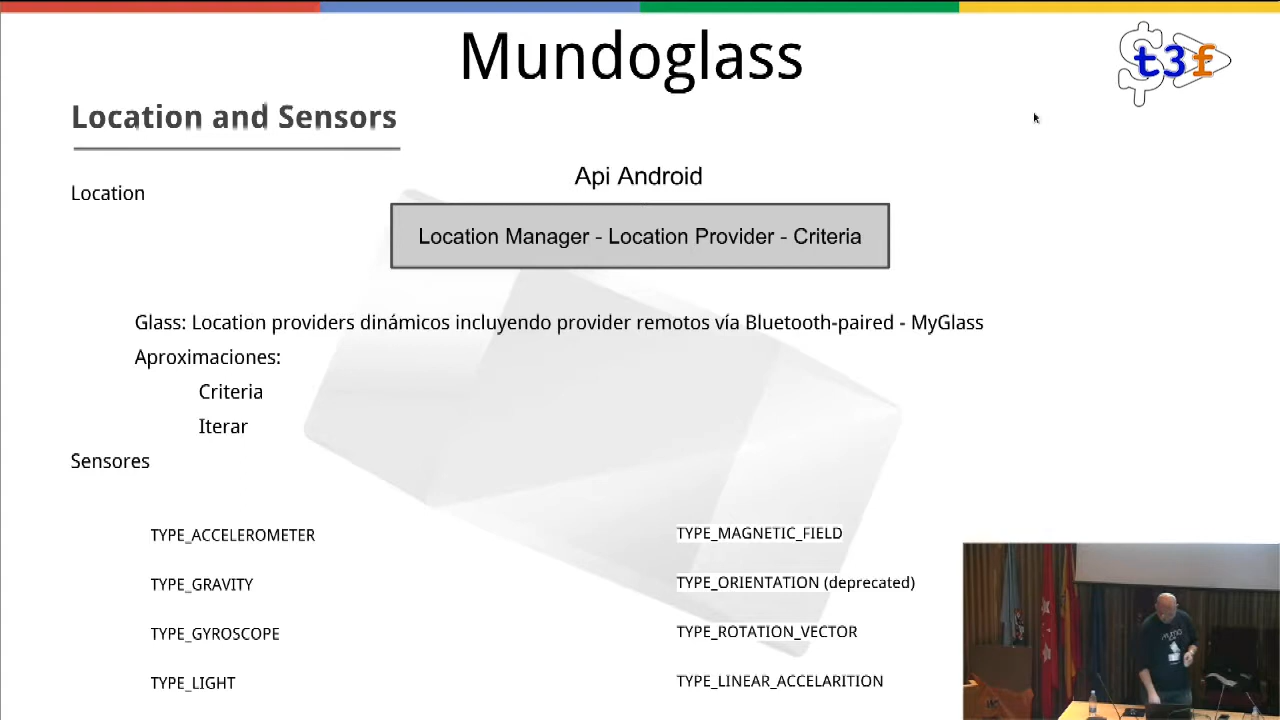 Mundoglass
t3f
Location and Sensors
Api Android
Location
Location Manager - Location Provider - Criteria
Glass: Location providers dinámicos incluyendo provider remotos vía Bluetooth-paired - MyGlass
Aproximaciones:
Criteria
Iterar
Sensores
TYPE_ACCELEROMETER
TYPE_MAGNETIC_FIELD
TYPE_GRAVITY
TYPE_ORIENTATION (deprecated)
TYPE_GYROSCOPE
TYPE_ROTATION_VECTOR
TYPE_LIGHT
TYPE_LINEAR_ACCELARITION